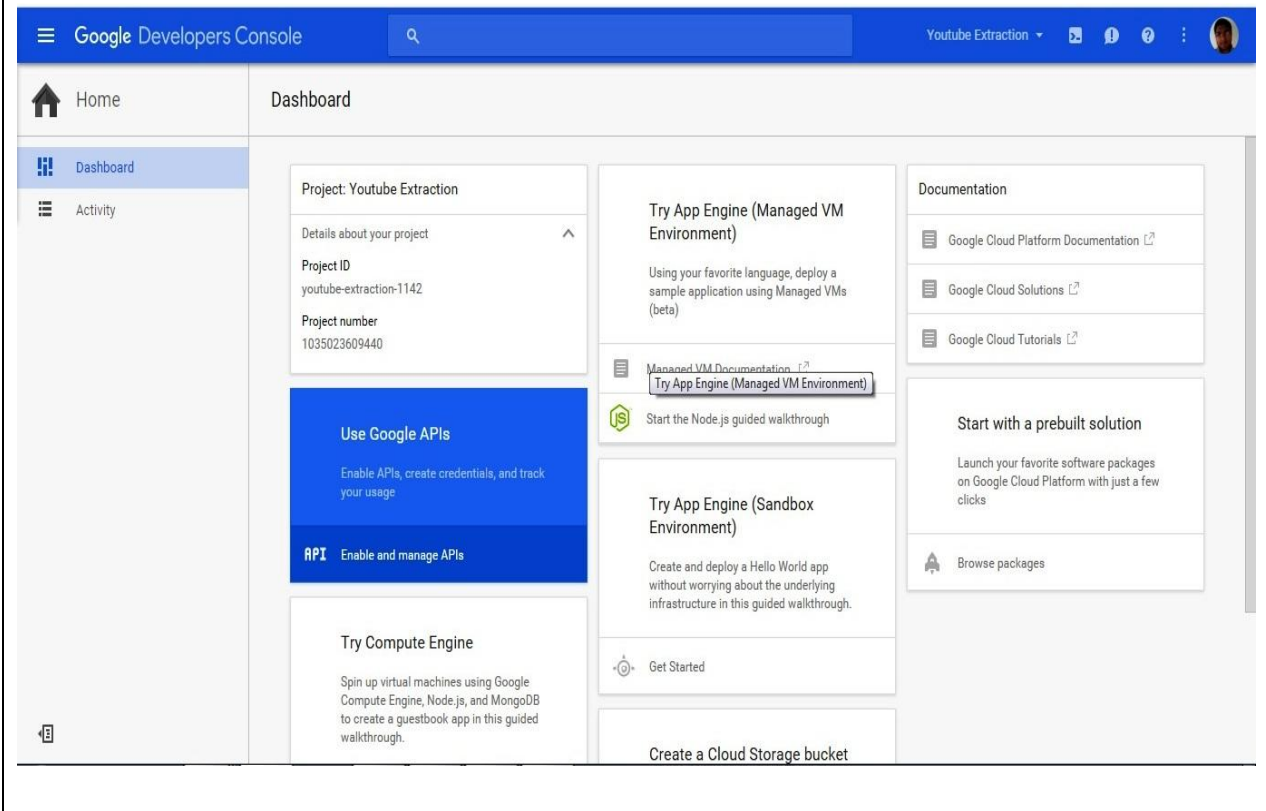 Google Developers Console
Youtube Extraction
Home
Dashboard
Dashboard
Activity
Project: Youtube Extraction
Details about your project
Project ID
youtube-extraction-1142
Project number
1035023609440
Use Google APIs
Enable APIs, create credentials, and track
your usage
API Enable and manage APIs
Try Compute Engine
Spin up virtual machines using Google
Compute Engine, Node.js, and MongoDB
to create a guestbook app in this guided
walkthrough.
Try App Engine (Managed VM
Environment)
Using your favorite language, deploy a
sample application using Managed VMs
(beta)
Managed VM Documentation
Try App Engine (Managed VM Environment)
JS Start the Node.js guided walkthrough
Try App Engine (Sandbox
Environment)
Create and deploy a Hello World app
without worrying about the underlying
infrastructure in this guided walkthrough.
Get Started
Create a Cloud Storage bucket
Documentation
Google Cloud Platform Documentation
Google Cloud Solutions
Google Cloud Tutorials
Start with a prebuilt solution
Launch your favorite software packages
on Google Cloud Platform with just a few
clicks
Browse packages